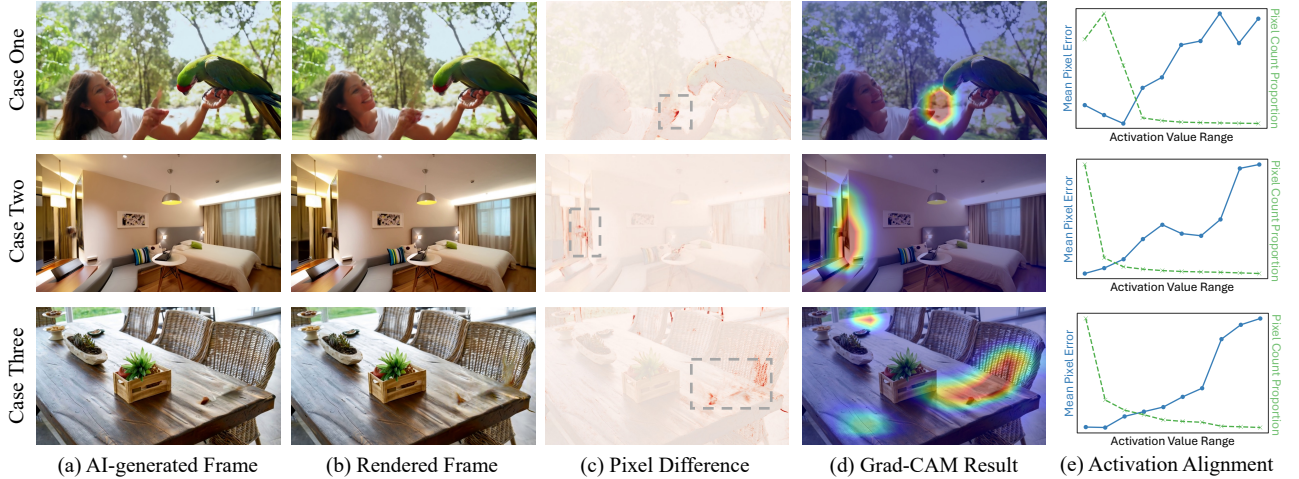 Case One
Mean Pixel Error
Pixel Count Proportion
Activation Value Range
Case Two
Mean Pixel Error
Pixel Count Proportion
Activation Value Range
Case Three
Mean Pixel Error
Pixel Count Proportion
Activation Value Range
(a) AI-generated Frame
(b) Rendered Frame
(c) Pixel Difference
(d) Grad-CAM Result
(e) Activation Alignment